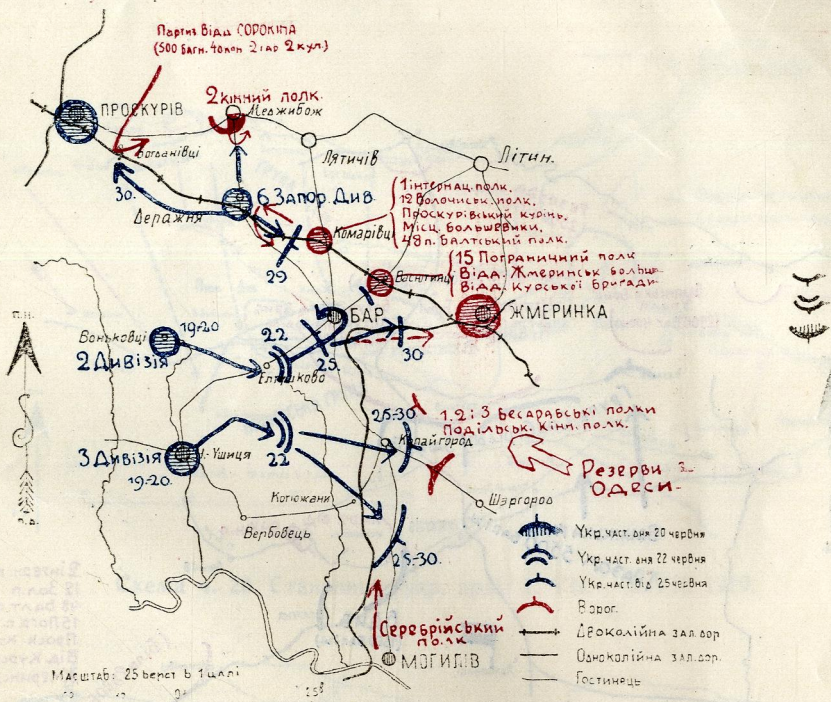 Партиз Відд СОРОКІНА
(500 багн. 40 кон 2 гар 2 кул.)
ПРОСКУРІВ
2 кінний полк.
Меджибож
Богданівці
Лятичів
Літин.
30.
Деражня
6 Запор. Див.
29
Комарівці
1 інтернац. полк.
12 Волочиськ. полк.
Проскурівський курінь,
Місц. большевики,
48 п. Балтський полк.
15 Пограничний полк
Відд. Жмеринськ больш
Відд. Курської бригади
ЖМЕРИНКА
БАР
П.Н.
Воньковці
19-20
2 Дивізія
22
25.
30
Елтушково
3 Дивізія
19-20.
Н.-Ушиця
22
25-30
Копайгород
1. 2 і 3 Бесарабські полки
Подільськ. Кінн. полк.
Резерви з
Одеси.
Шаргород
Котюжани
Вербовець
П.Д.
25-30.
Серебрійський
полк
МОГИЛІВ
Укр. част. дня 20 червня
Укр. част. дня 22 червня
Укр. част. від 25 червня
Ворог.
Двоколійна зал. дор
Одноколійна зал. дор.
Гостинець
Масштаб: 25 верст в 1 цалі